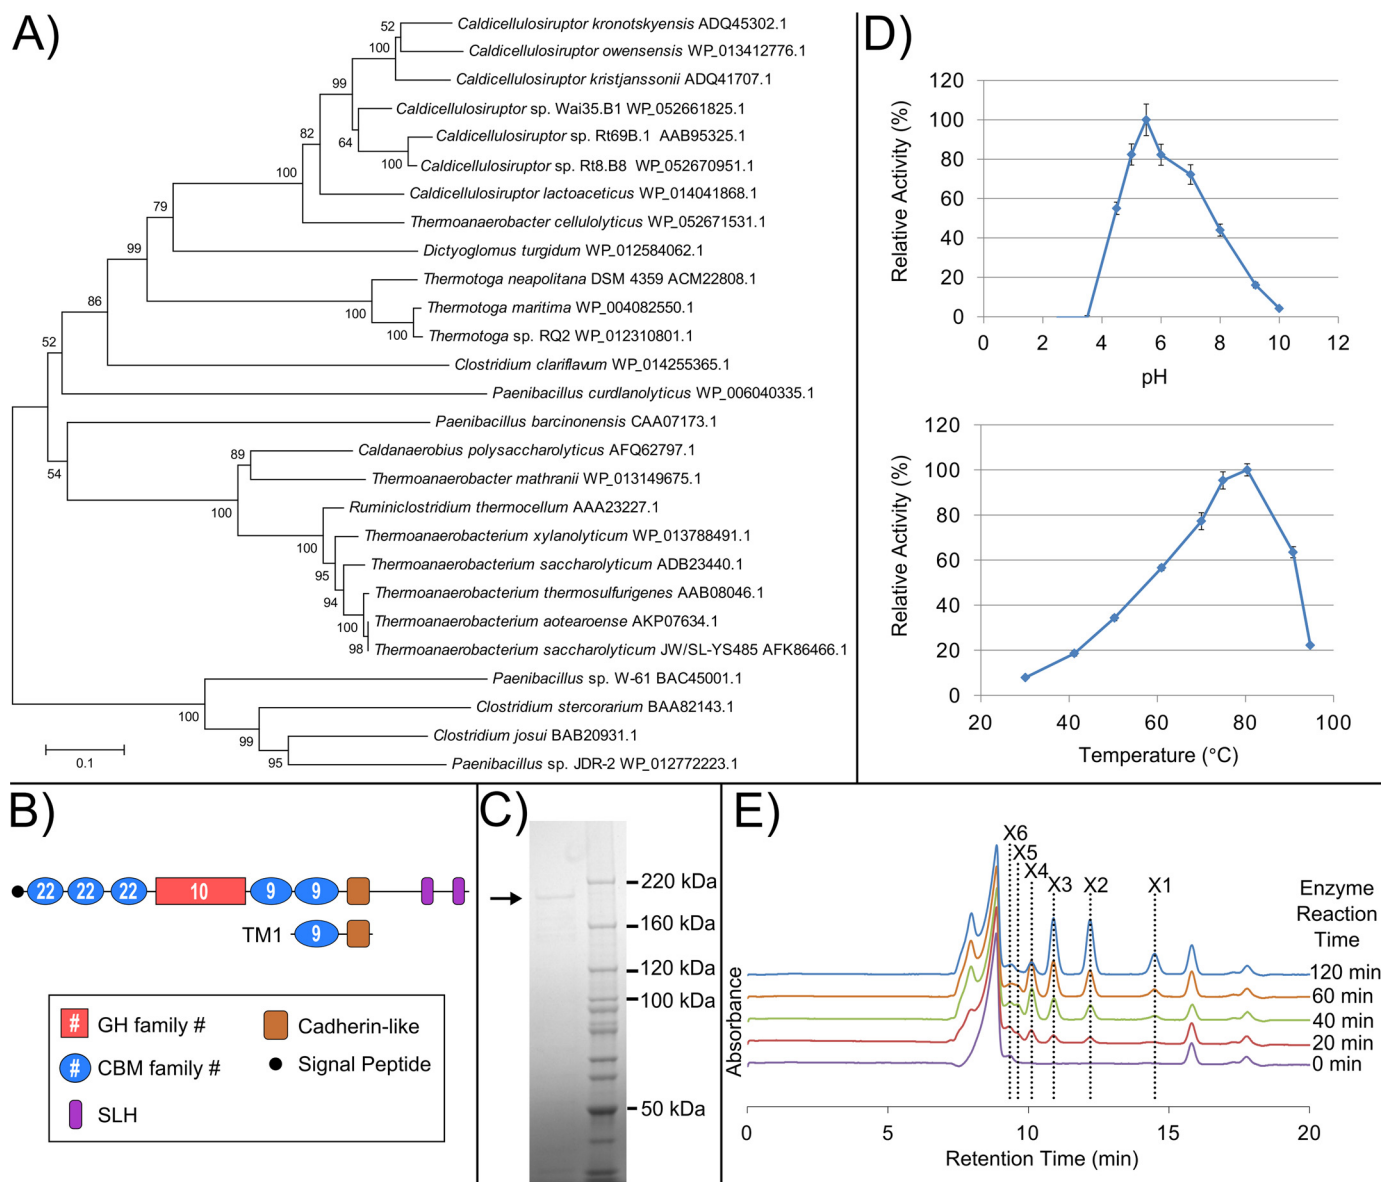 A)
52
Caldicellulosiruptor kronotskyensis ADQ45302.1
100
Caldicellulosiruptor owensensis WP_013412776.1
99
Caldicellulosiruptor kristjanssonii ADQ41707.1
82
Caldicellulosiruptor sp. Wai35.B1 WP_052661825.1
64
Caldicellulosiruptor sp. Rt69B.1 AAB95325.1
100
Caldicellulosiruptor sp. Rt8.B8 WP_052670951.1
100
Caldicellulosiruptor lactoaceticus WP_014041868.1
79
Thermoanaerobacter cellulolyticus WP_052671531.1
99
Dictyoglomus turgidum WP_012584062.1
Thermotoga neapolitana DSM 4359 ACM22808.1
86
100
Thermotoga maritima WP_004082550.1
100
Thermotoga sp. RQ2 WP_012310801.1
52
Clostridium clariflavum WP_014255365.1
Paenibacillus curdlanolyticus WP_006040335.1
Paenibacillus barcinonensis CAA07173.1
54
89
Caldanaerobius polysaccharolyticus AFQ62797.1
Thermoanaerobacter mathranii WP_013149675.1
100
Ruminiclostridium thermocellum AAA23227.1
100
Thermoanaerobacterium xylanolyticum WP_013788491.1
95
Thermoanaerobacterium saccharolyticum ADB23440.1
94
Thermoanaerobacterium thermosulfurigenes AAB08046.1
100
Thermoanaerobacterium aotearoense AKP07634.1
98
Thermoanaerobacterium saccharolyticum JW/SL-YS485 AFK86466.1
Paenibacillus sp. W-61 BAC45001.1
100
Clostridium stercorarium BAA82143.1
99
Clostridium josui BAB20931.1
95
Paenibacillus sp. JDR-2 WP_012772223.1
0.1
D)
Relative Activity (%)
120
100
80
60
40
20
0
0 2 4 6 8 10 12
pH
Relative Activity (%)
120
100
80
60
40
20
0
20 40 60 80 100
Temperature (°C)
B)
22 22 22 10 9 9
TM1 9
# GH family #
# CBM family #
SLH
Cadherin-like
Signal Peptide
C)
220 kDa
160 kDa
120 kDa
100 kDa
50 kDa
E)
X6
X5
X4
X3 X2 X1
Enzyme
Reaction
Time
120 min
60 min
40 min
20 min
0 min
Absorbance
0 5 10 15 20
Retention Time (min)